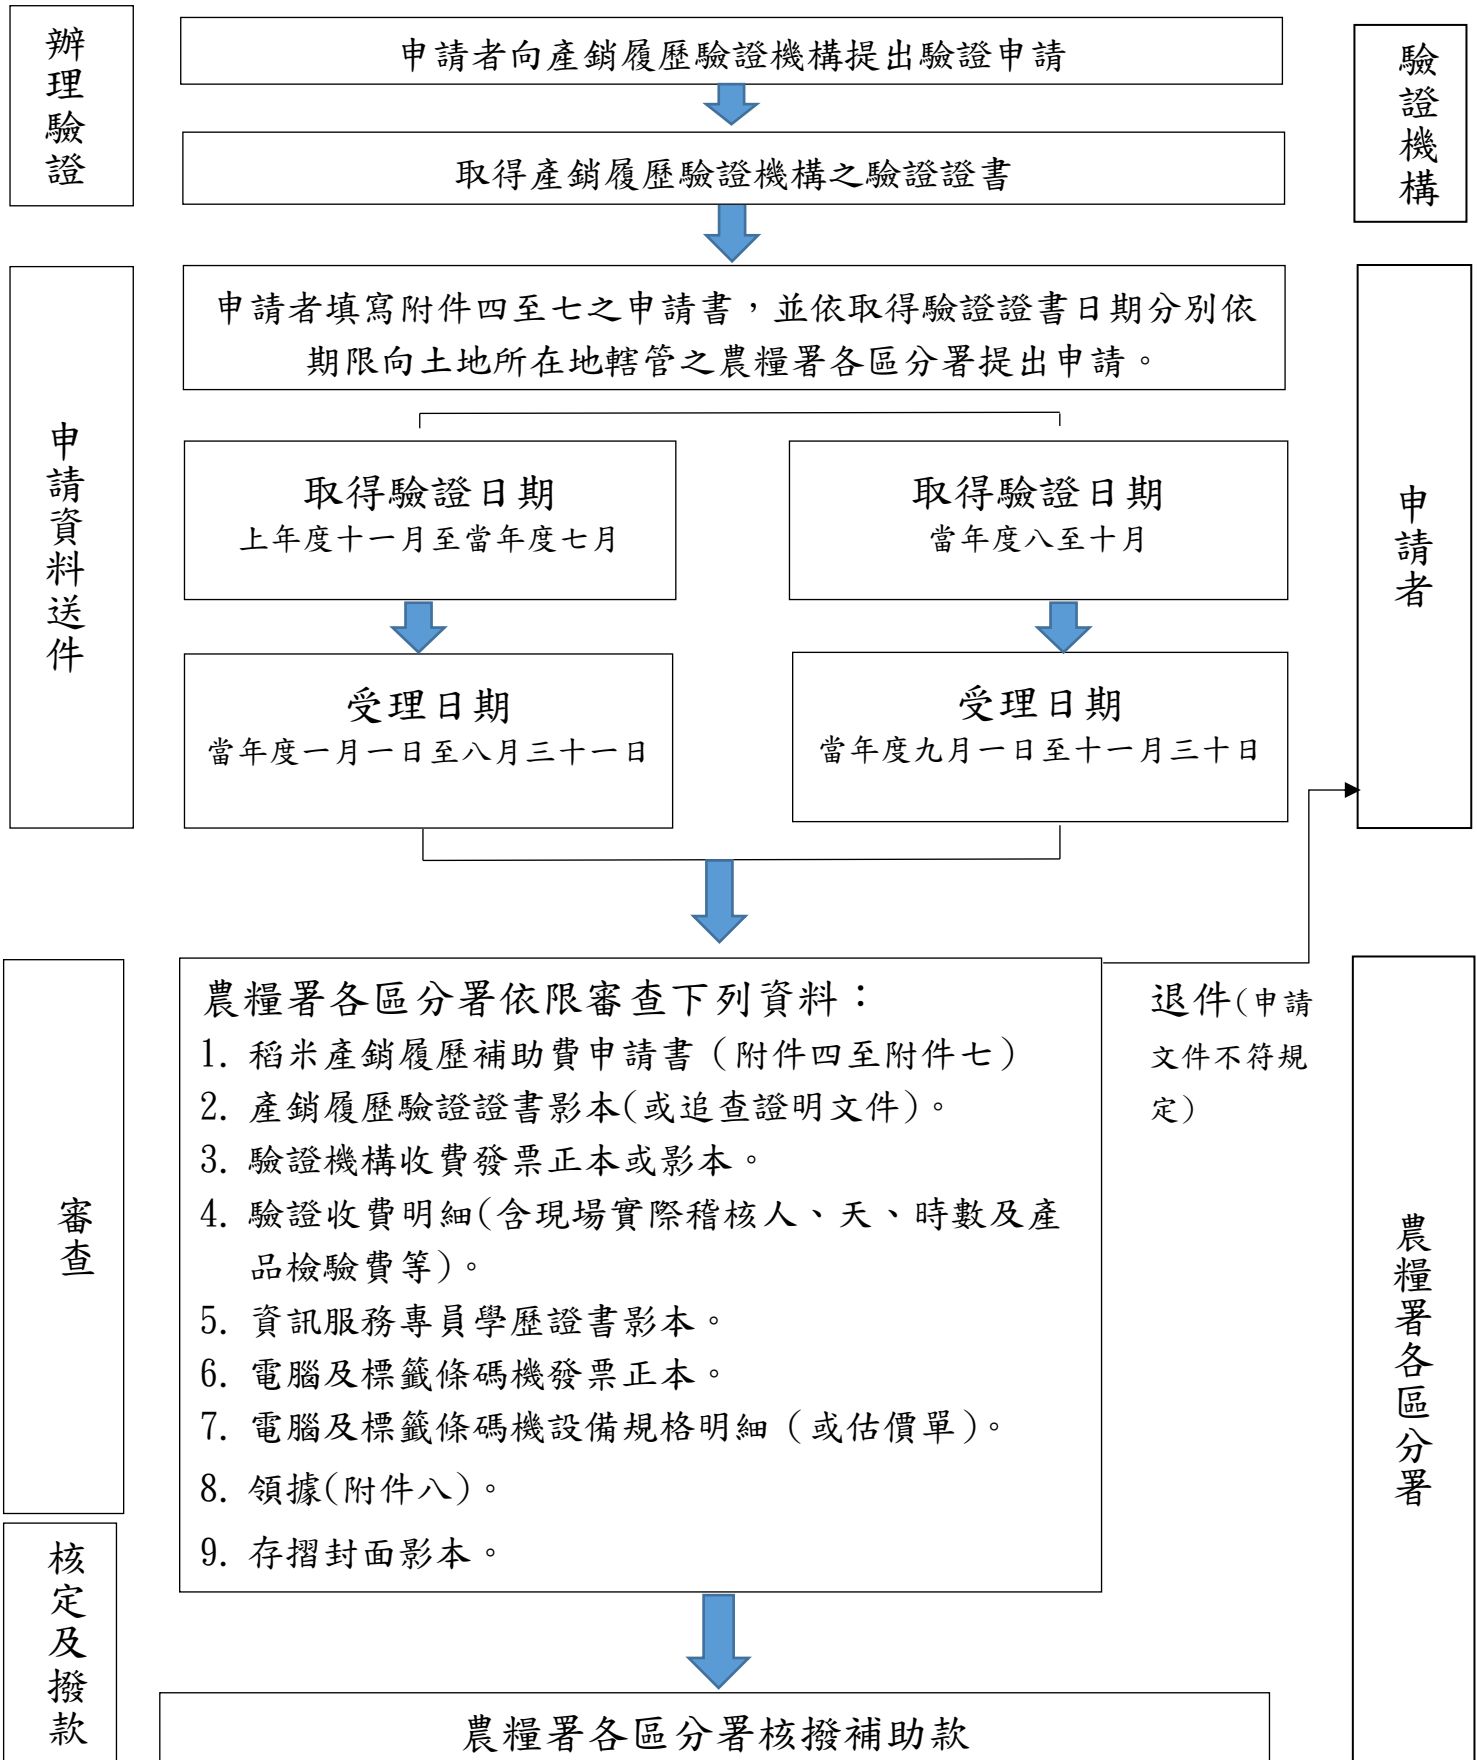 辦理驗證
申請者向產銷履歷驗證機構提出驗證申請
驗證機構
取得產銷履歷驗證機構之驗證證書
申請資料送件
申請者填寫附件四至七之申請書，並依取得驗證證書日期分別依
期限向土地所在地轄管之農糧署各區分署提出申請。
申請者
取得驗證日期
上年度十一月至當年度七月
取得驗證日期
當年度八至十月
受理日期
當年度一月一日至八月三十一日
受理日期
當年度九月一日至十一月三十日
審查
農糧署各區分署依限審查下列資料：
1. 稻米產銷履歷補助費申請書（附件四至附件七）
2. 產銷履歷驗證證書影本(或追查證明文件)。
3. 驗證機構收費發票正本或影本。
4. 驗證收費明細(含現場實際稽核人、天、時數及產
品檢驗費等)。
5. 資訊服務專員學歷證書影本。
6. 電腦及標籤條碼機發票正本。
7. 電腦及標籤條碼機設備規格明細（或估價單)。
8. 領據(附件八)。
9. 存摺封面影本。
退件(申請
文件不符規
定)
農糧署各區分署
核定及撥款
農糧署各區分署核撥補助款